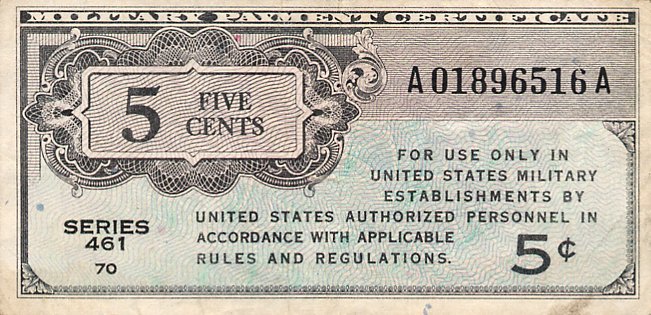 MILITARY PAYMENT CERTIFICATE
A01896516A
5 FIVE CENTS
FOR USE ONLY IN
UNITED STATES MILITARY
ESTABLISHMENTS BY
UNITED STATES AUTHORIZED PERSONNEL IN
ACCORDANCE WITH APPLICABLE
RULES AND REGULATIONS.
SERIES
461
70
5¢